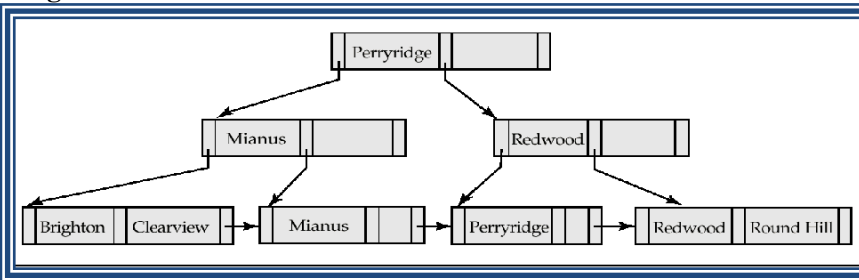 Perryridge
Mianus Redwood
Brighton Clearview Mianus Perryridge Redwood Round Hill